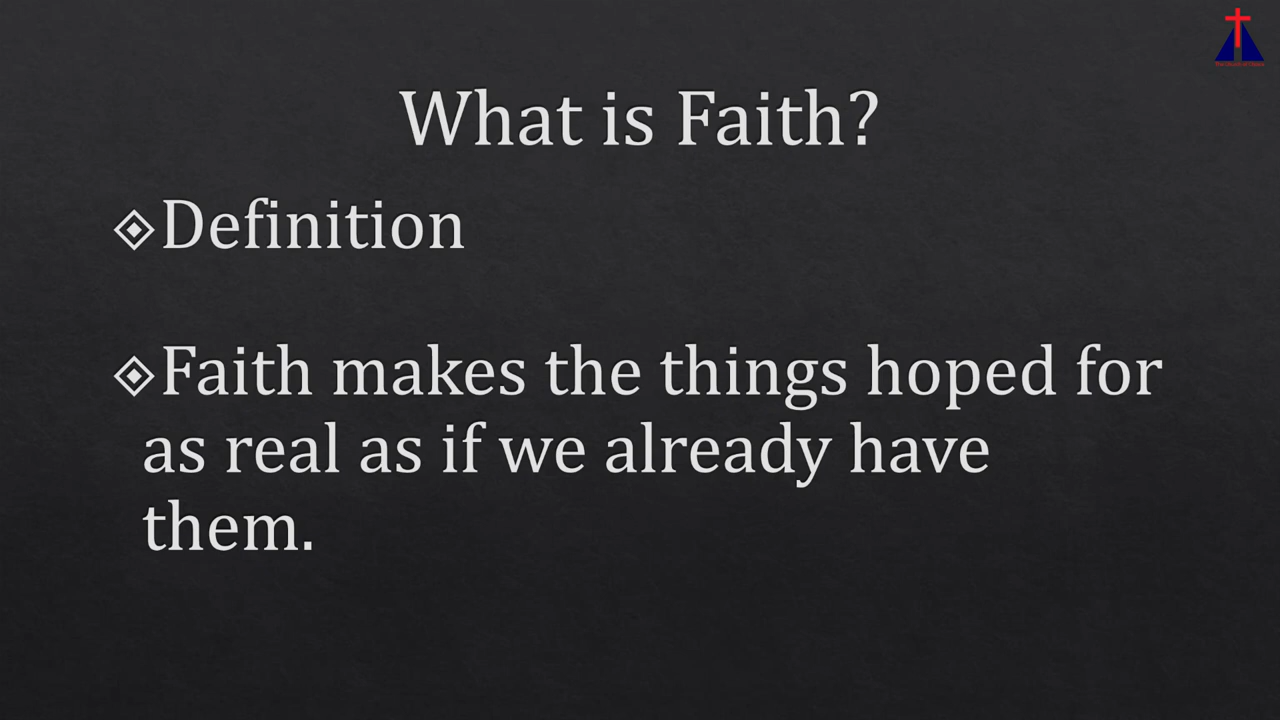 What is Faith?
Definition
Faith makes the things hoped for
as real as if we already have
them.